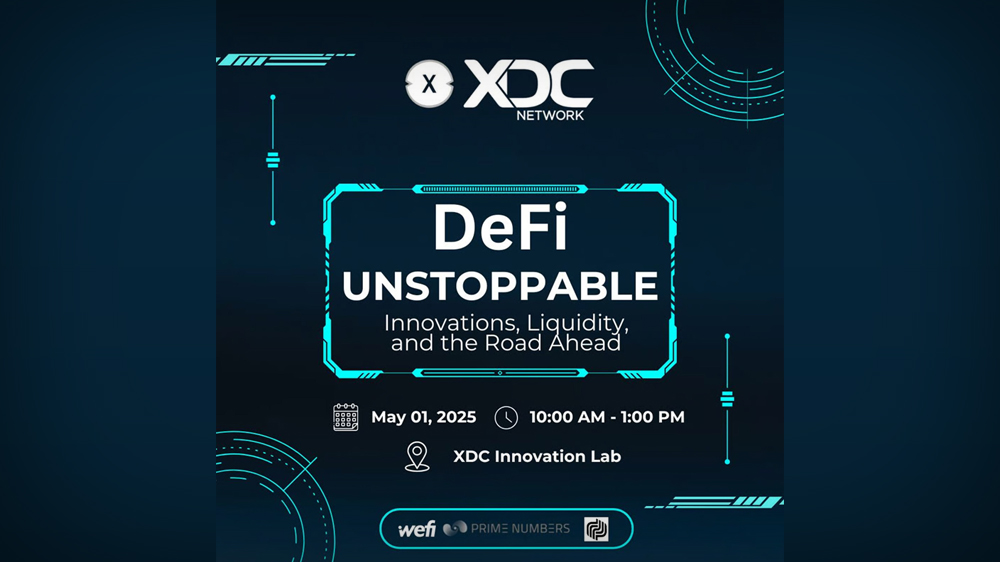 X XDC
NETWORK
DeFi
UNSTOPPABLE
Innovations, Liquidity,
and the Road Ahead
May 01, 2025 10:00 AM - 1:00 PM
XDC Innovation Lab
wefi PRIME NUMBERS